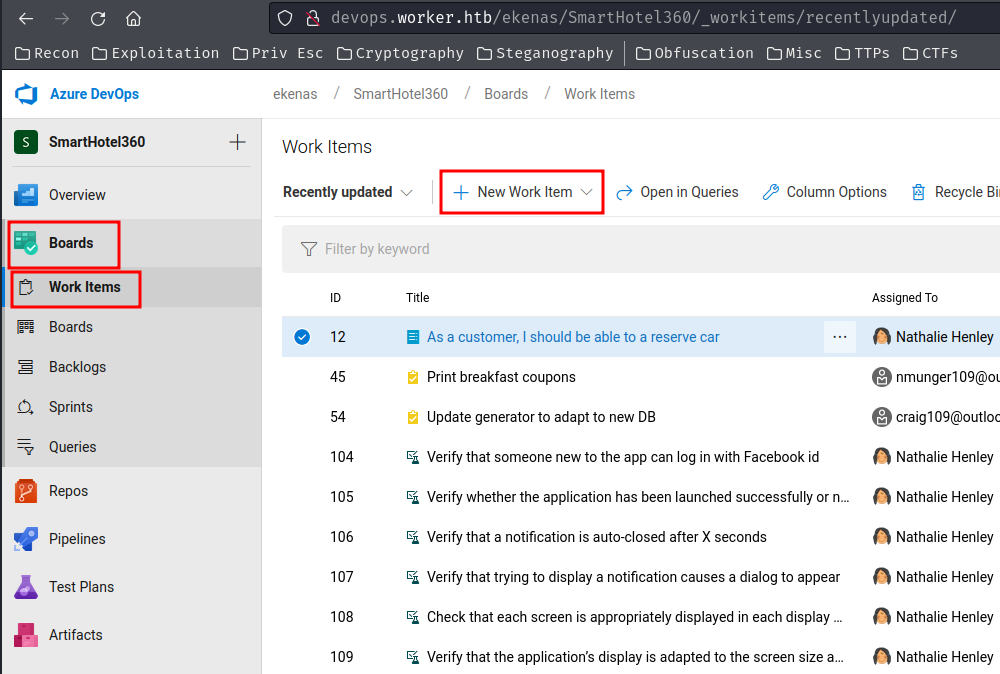 devops.worker.htb/ekenas/SmartHotel360/_workitems/recentlyupdated/
Recon Exploitation Priv Esc Cryptography Steganography Obfuscation Misc TTPs CTFs
Azure DevOps
ekenas / SmartHotel360 / Boards / Work Items
S SmartHotel360 +
Overview
Boards
Work Items
Boards
Backlogs
Sprints
Queries
Repos
Pipelines
Test Plans
Artifacts
Work Items
Recently updated New Work Item Open in Queries Column Options Recycle Bi
Filter by keyword
ID Title Assigned To
12 As a customer, I should be able to a reserve car ... Nathalie Henley
45 Print breakfast coupons nmunger109@ou
54 Update generator to adapt to new DB craig109@outloo
104 Verify that someone new to the app can log in with Facebook id Nathalie Henley
105 Verify whether the application has been launched successfully or n... Nathalie Henley
106 Verify that a notification is auto-closed after X seconds Nathalie Henley
107 Verify that trying to display a notification causes a dialog to appear Nathalie Henley
108 Check that each screen is appropriately displayed in each display ... Nathalie Henley
109 Verify that the application's display is adapted to the screen size a... Nathalie Henley